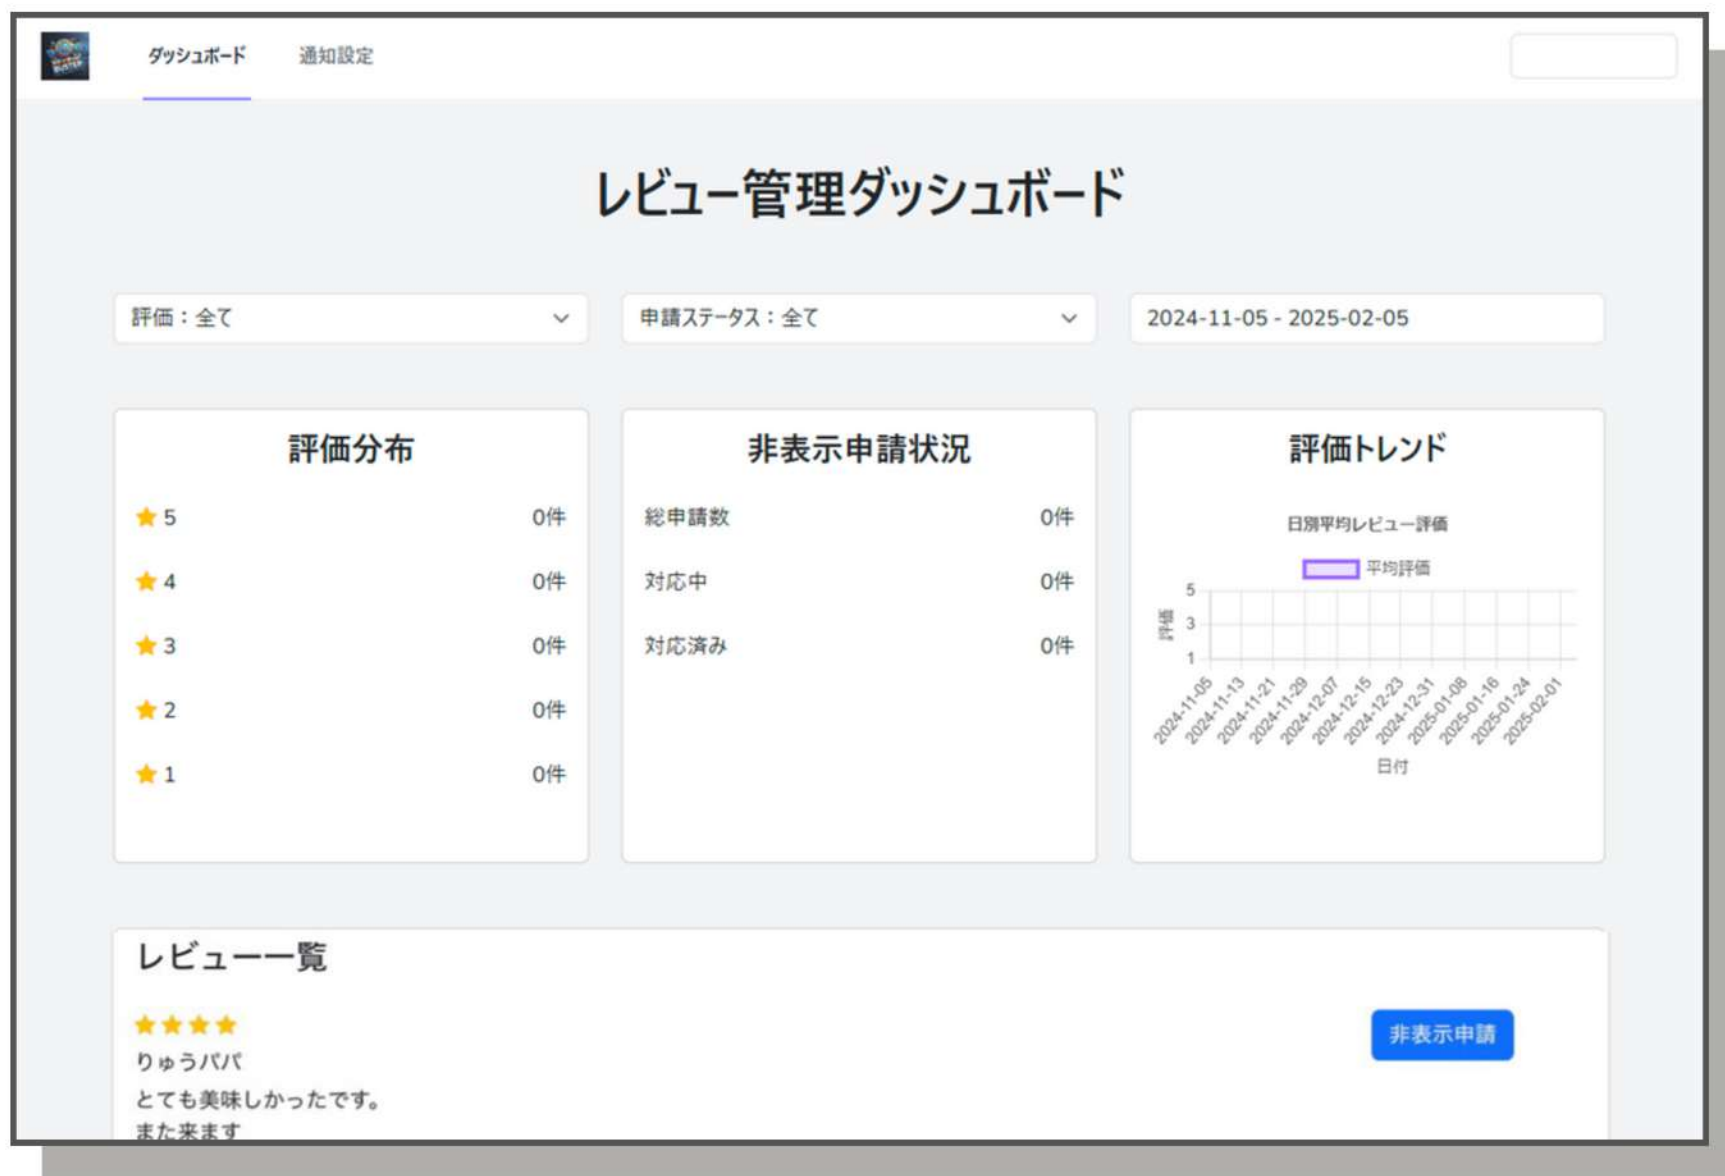 ダッシュボード 通知設定
レビュー管理ダッシュボード
評価：全て 申請ステータス：全て 2024-11-05 - 2025-02-05
評価分布
5 0件
4 0件
3 0件
2 0件
1 0件
非表示申請状況
総申請数 0件
対応中 0件
対応済み 0件
評価トレンド
日別平均レビュー評価
平均評価
評価
5
3
1
2024-11-05 2024-11-13 2024-11-21 2024-11-29 2024-12-07 2024-12-15 2024-12-23 2024-12-31 2025-01-08 2025-01-16 2025-01-24 2025-02-01
日付
レビュー一覧
非表示申請
りゅうパパ
とても美味しかったです。
また来ます